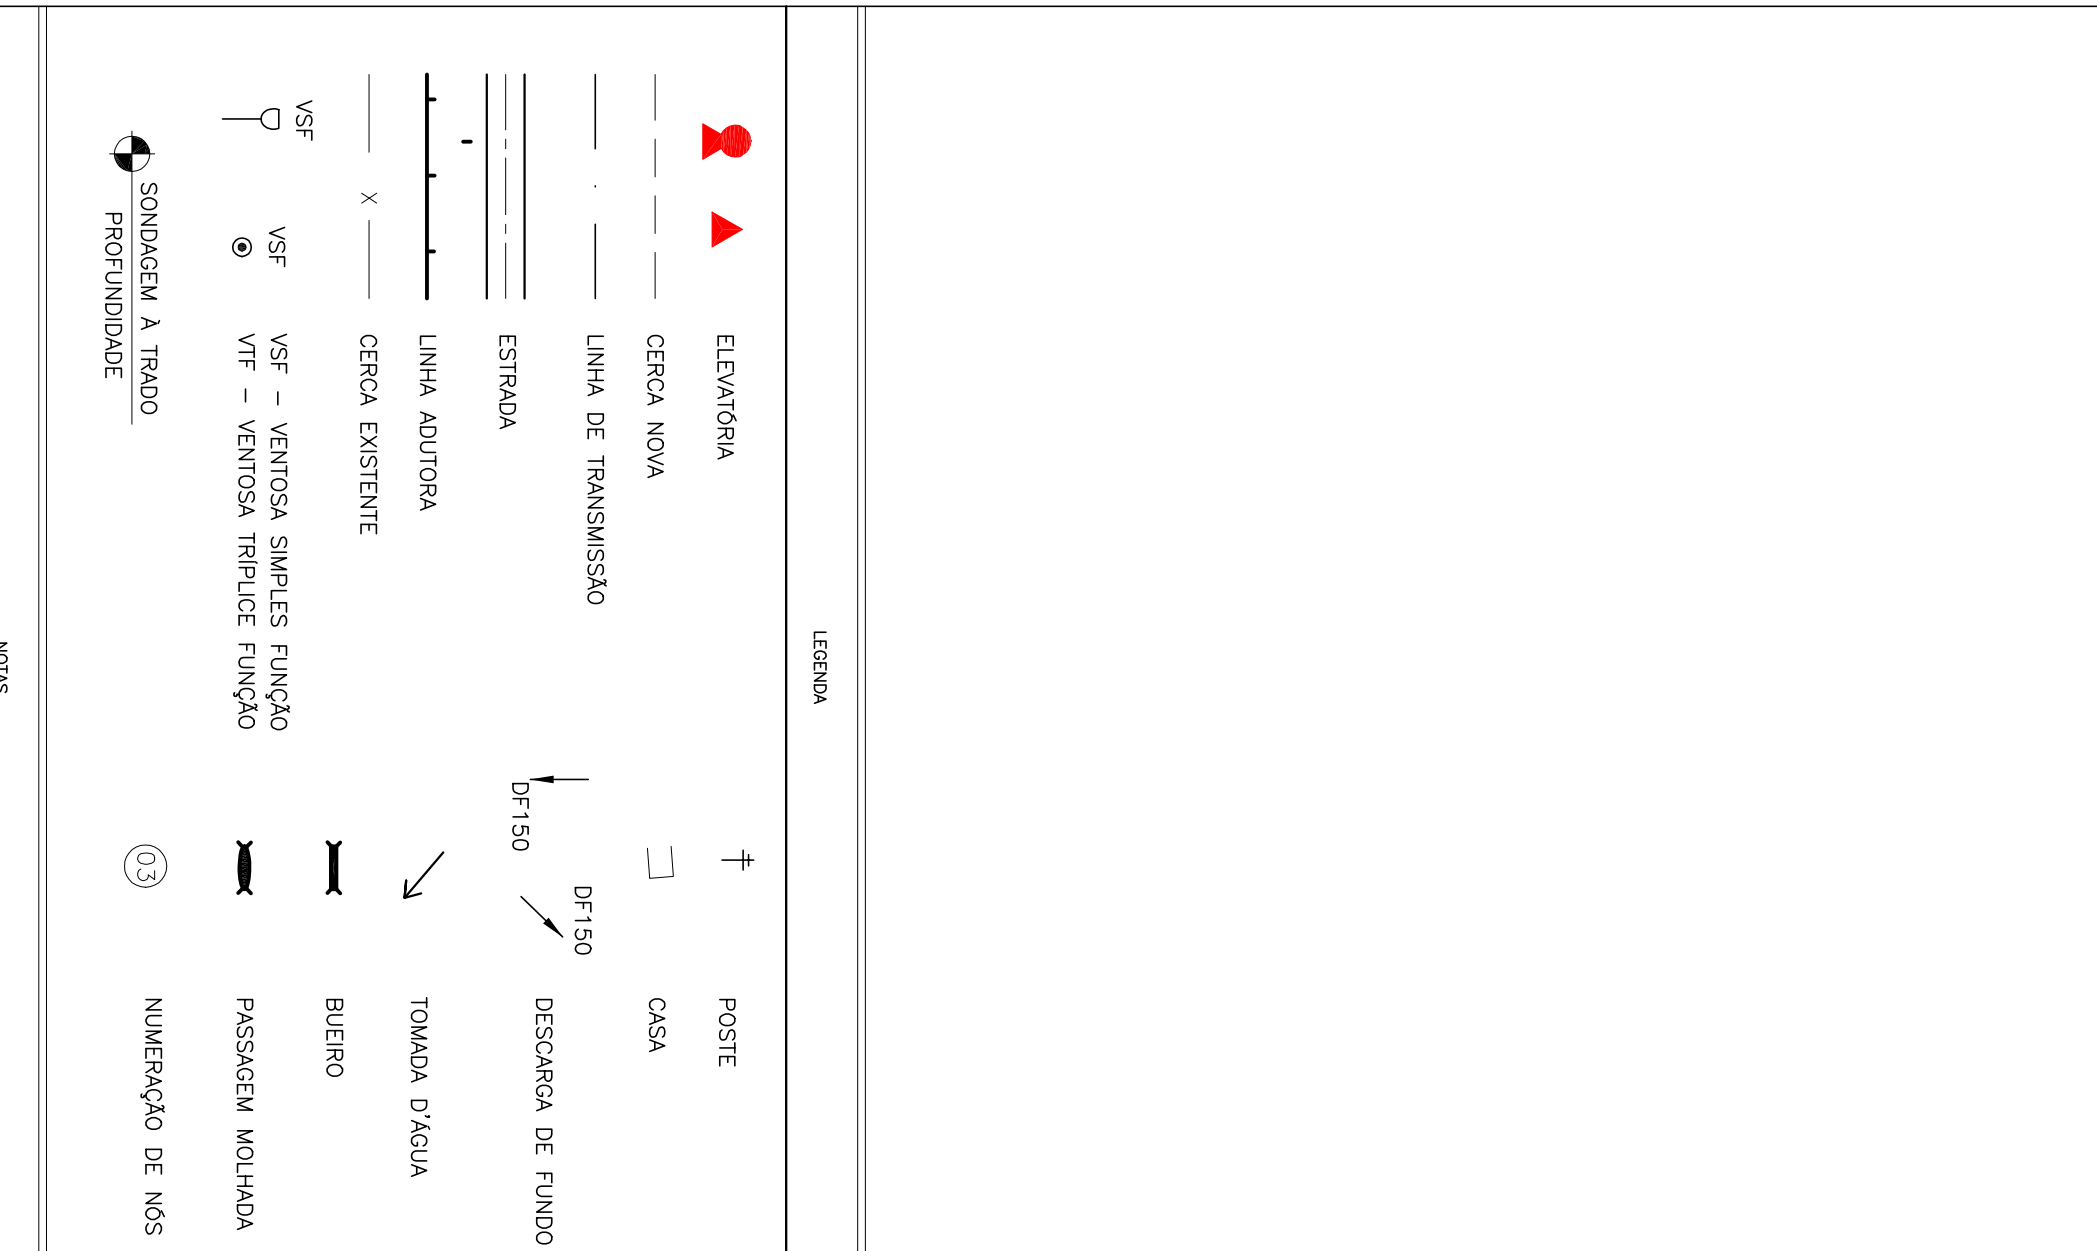 LEGENDA
ELEVATÓRIA
CERCA NOVA
LINHA DE TRANSMISSÃO
ESTRADA
LINHA ADUTORA
X
CERCA EXISTENTE
VSF
VSF
VSF – VENTOSA SIMPLES FUNÇÃO
VTF – VENTOSA TRÍPLICE FUNÇÃO
SONDAGEM À TRADO
PROFUNDIDADE
POSTE
CASA
DF150
DF150
DESCARGA DE FUNDO
TOMADA D'ÁGUA
BUEIRO
PASSAGEM MOLHADA
03
NUMERAÇÃO DE NÓS
NOTAS